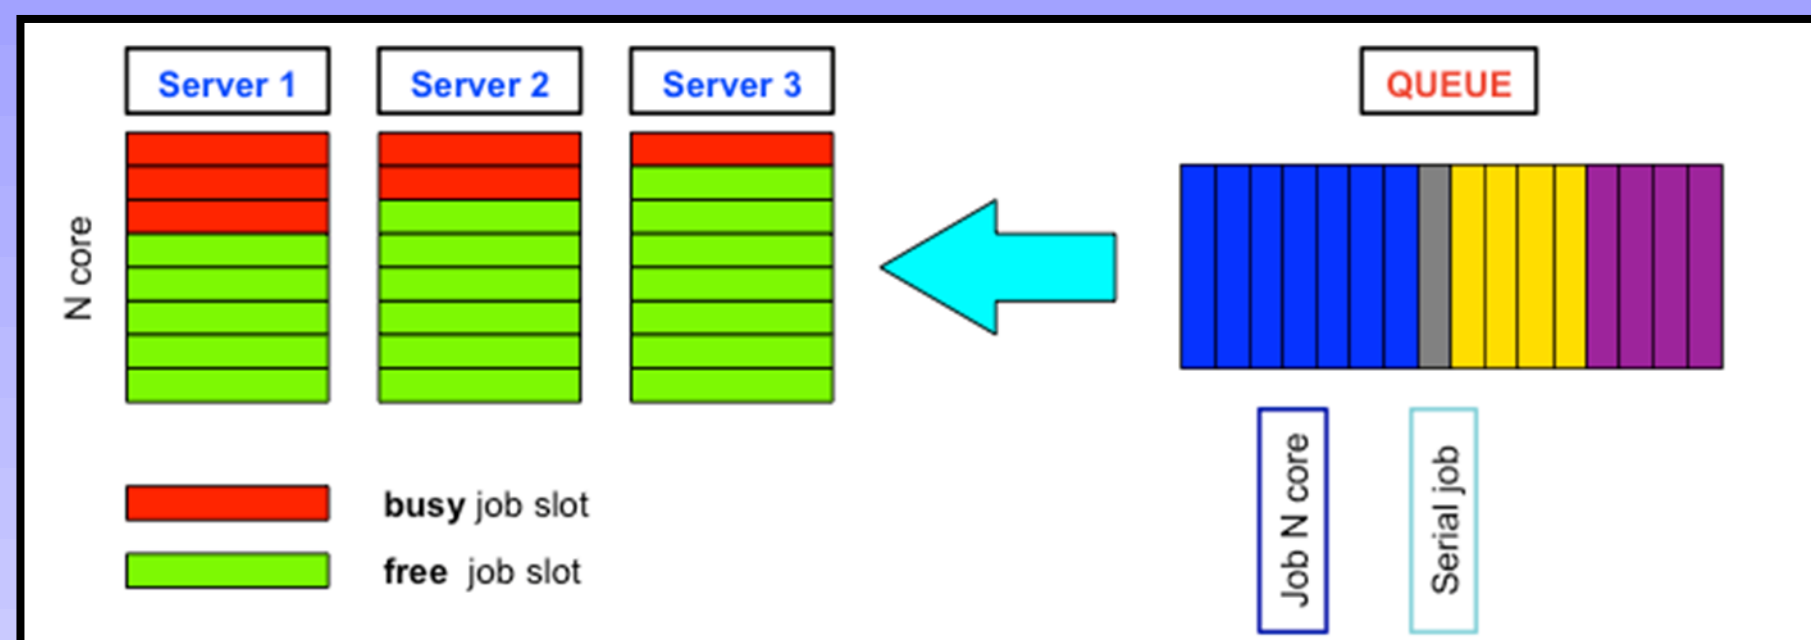 Server 1
Server 2
Server 3
QUEUE
N core
busy job slot
free job slot
Job N core
Serial job